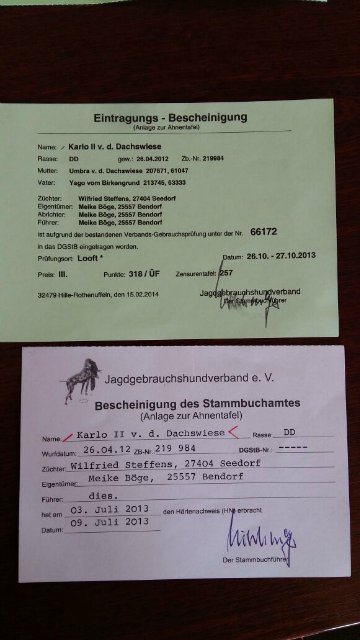 Eintragungs - Bescheinigung
(Anlage zur Ahnentafel)
Name: Karlo II v. d. Dachswiese
Rasse: DD gew.: 26.04.2012 Zb.-Nr. 219984
Mutter: Umbra v. d. Dachswiese 207571, 61047
Vater: Yago vom Birkengrund 213745, 63333
Züchter: Wilfried Steffens, 27404 Seedorf
Eigentümer: Meike Böge, 25557 Bendorf
Abrichter: Meike Böge, 25557 Bendorf
Führer: Meike Böge, 25557 Bendorf
ist aufgrund der bestandenen Verbands-Gebrauchsprüfung unter der Nr. 66172
in das DGStB eingetragen worden.
Prüfungsort: Looft * Datum: 26.10. - 27.10.2013
Preis: III. Punkte: 318 / ÜF Zensurentafel: 257
32479 Hille-Rothenuffeln, den 15.02.2014 Jagdgebrauchshundverband
Der Stammbuchführer
Jagdgebrauchshundverband e. V.
Bescheinigung des Stammbuchamtes
(Anlage zur Ahnentafel)
Name: Karlo II v. d. Dachswiese Rasse DD
Wurfdatum: 26.04.12 ZB-Nr. 219 984 DGStB-Nr. -----
Züchter: Wilfried Steffens, 27404 Seedorf
Eigentümer: Meike Böge, 25557 Bendorf
Führer: dies.
hat am 03. Juli 2013 den Härtenachweis (HN) erbracht
Datum: 09. Juli 2013
Der Stammbuchführer